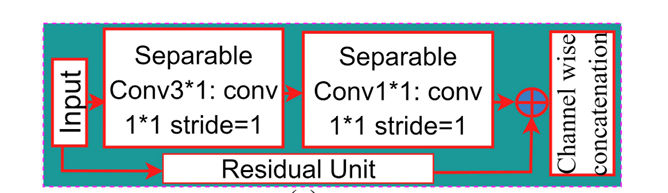 Input
Separable
Conv3*1: conv
1*1 stride=1
Separable
Conv1*1: conv
1*1 stride=1
Channel wise
concatenation
Residual Unit